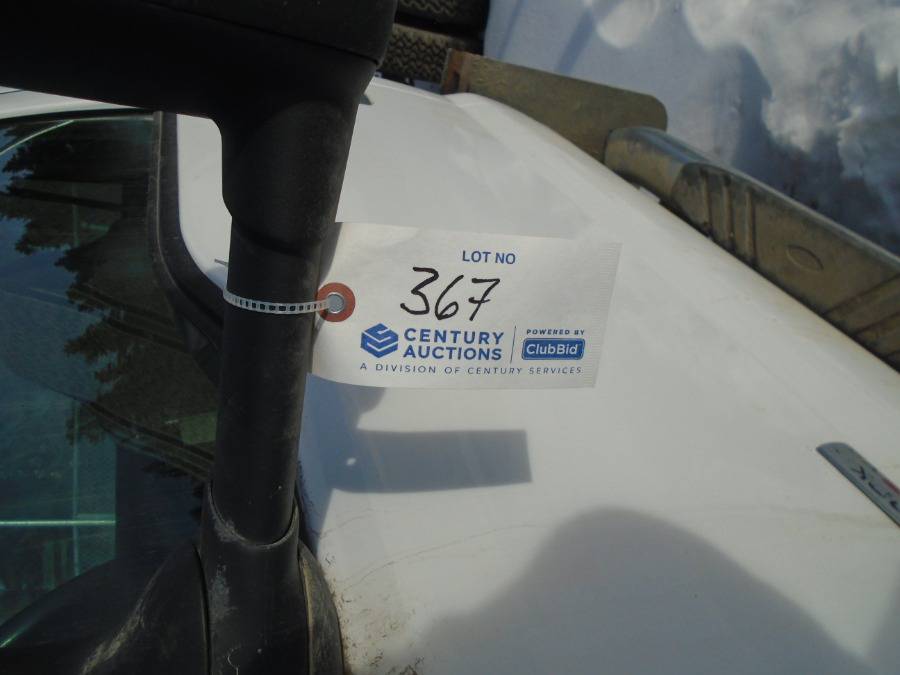 LOT NO
367
CENTURY
AUCTIONS
POWERED BY
ClubBid
A DIVISION OF CENTURY SERVICES